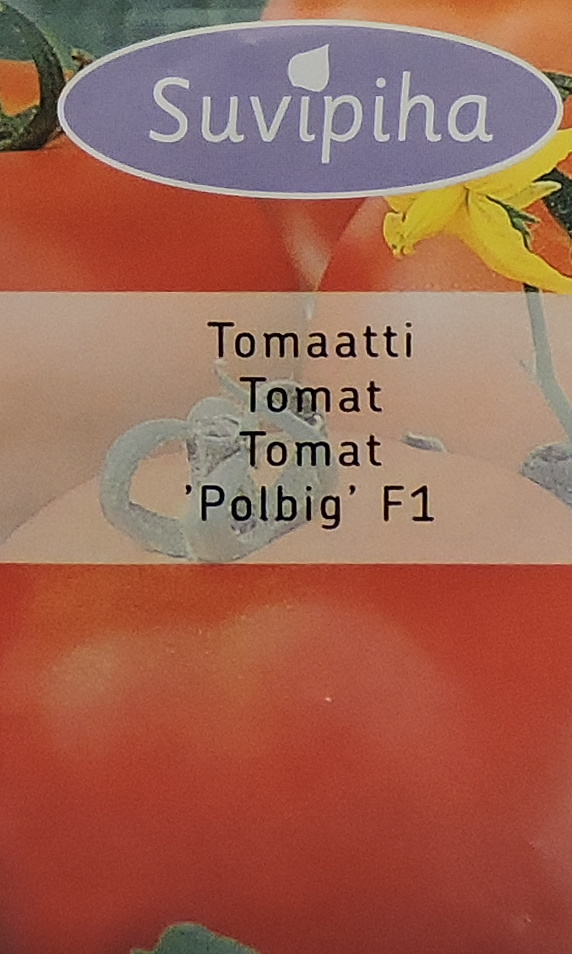 Suvipiha
Tomaatti
Tomat
Tomat
'Polbig' F1